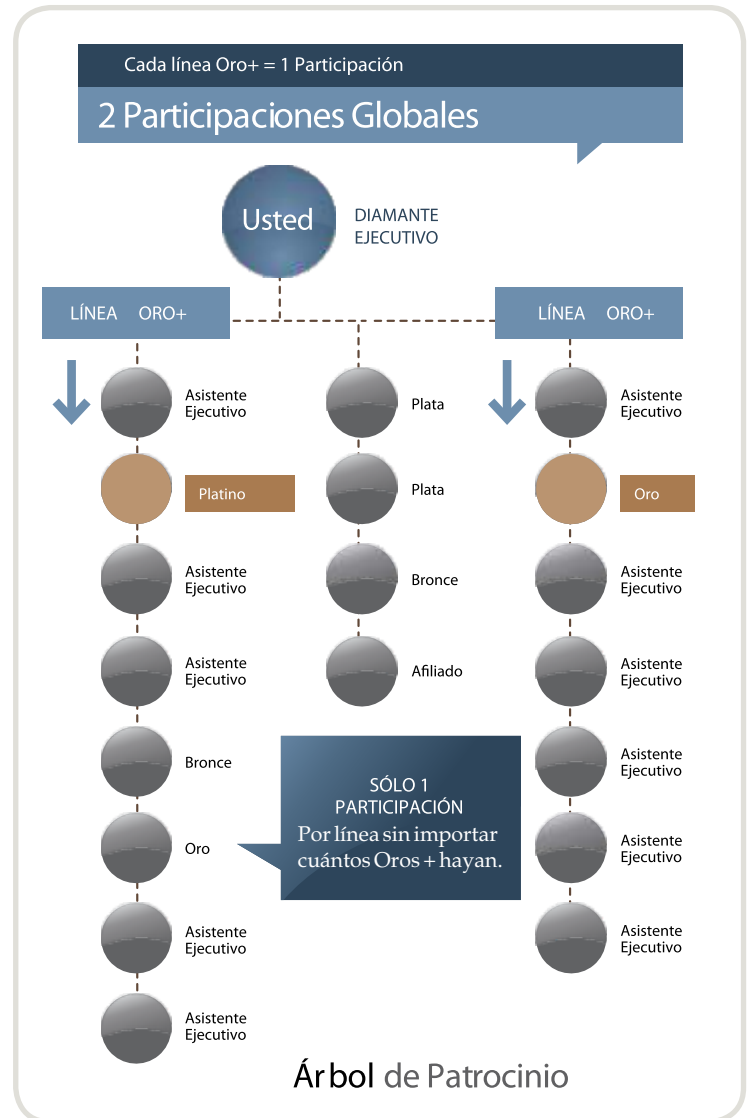 Cada línea Oro+ = 1 Participación
2 Participaciones Globales
Usted
DIAMANTE
EJECUTIVO
LÍNEA ORO+
LÍNEA ORO+
Asistente
Ejecutivo
Platino
Asistente
Ejecutivo
Asistente
Ejecutivo
Bronce
Oro
Asistente
Ejecutivo
Asistente
Ejecutivo
Plata
Plata
Bronce
Afiliado
SÓLO 1
PARTICIPACIÓN
Por línea sin importar
cuántos Oros + hayan.
Asistente
Ejecutivo
Oro
Asistente
Ejecutivo
Asistente
Ejecutivo
Asistente
Ejecutivo
Asistente
Ejecutivo
Asistente
Ejecutivo
Árbol de Patrocinio